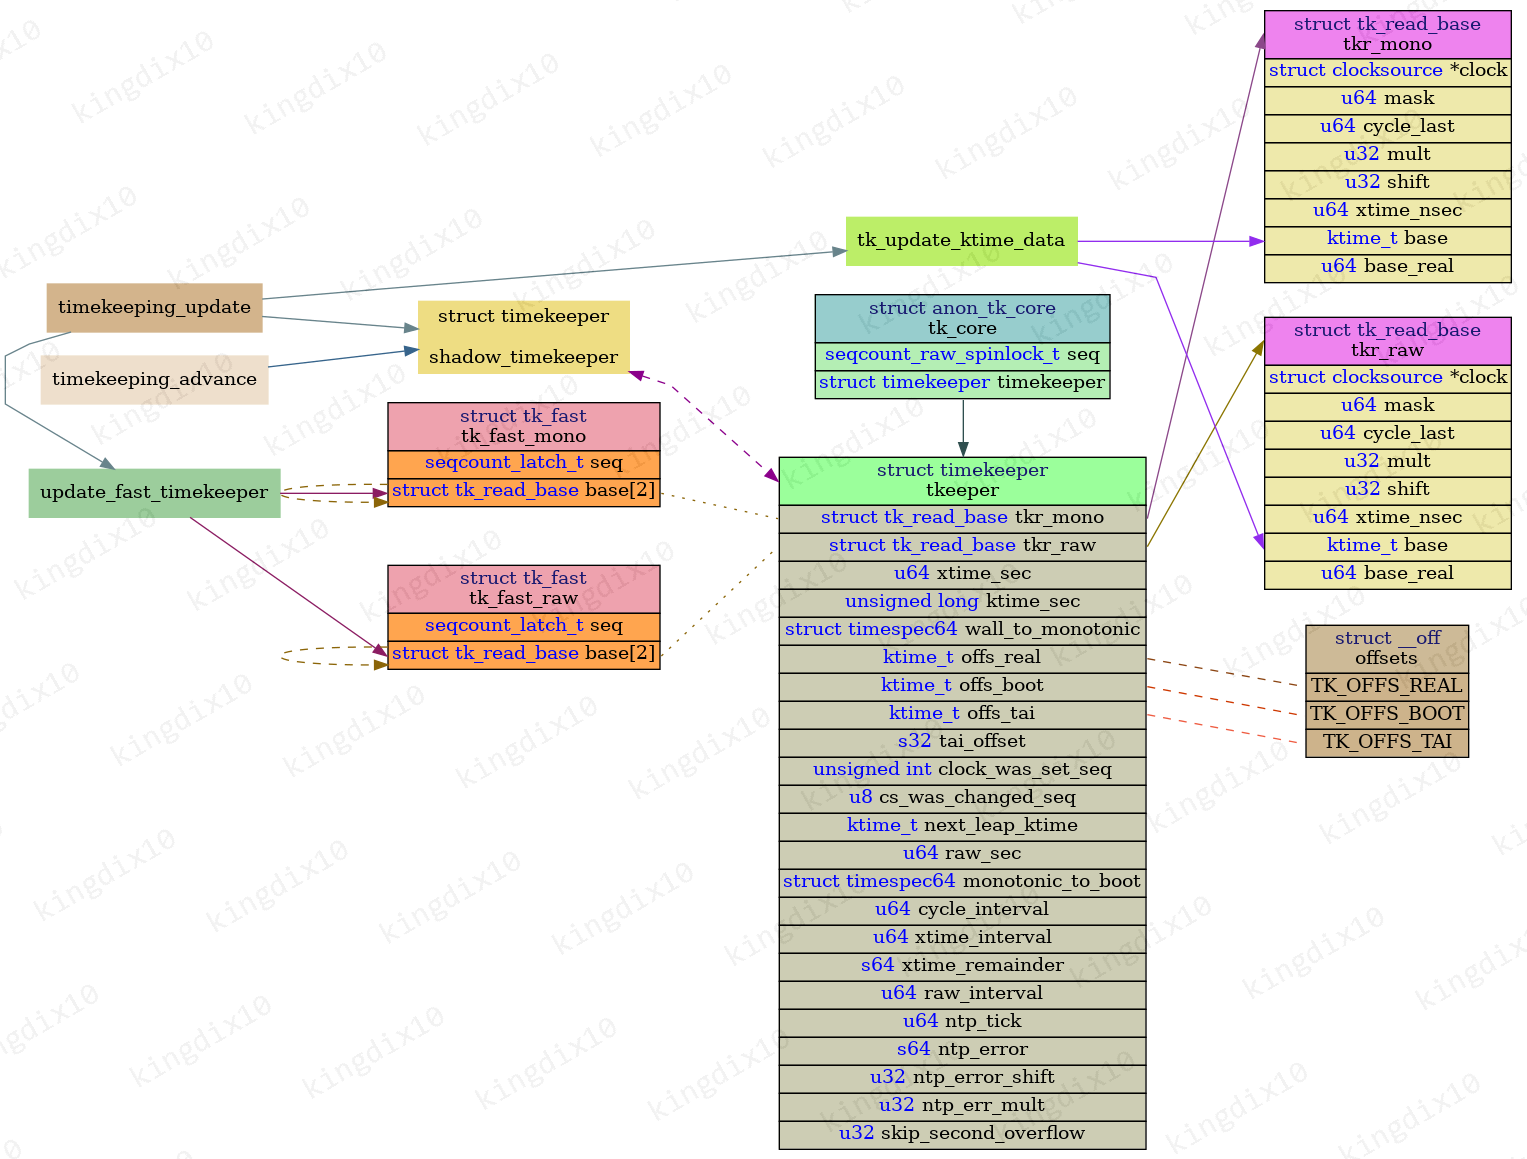 timekeeping_update
timekeeping_advance
update_fast_timekeeper
struct timekeeper
shadow_timekeeper
struct tk_fast
tk_fast_mono
seqcount_latch_t seq
struct tk_read_base base[2]
struct tk_fast
tk_fast_raw
seqcount_latch_t seq
struct tk_read_base base[2]
tk_update_ktime_data
struct anon_tk_core
tk_core
seqcount_raw_spinlock_t seq
struct timekeeper timekeeper
struct timekeeper
tkeeper
struct tk_read_base tkr_mono
struct tk_read_base tkr_raw
u64 xtime_sec
unsigned long ktime_sec
struct timespec64 wall_to_monotonic
ktime_t offs_real
ktime_t offs_boot
ktime_t offs_tai
s32 tai_offset
unsigned int clock_was_set_seq
u8 cs_was_changed_seq
ktime_t next_leap_ktime
u64 raw_sec
struct timespec64 monotonic_to_boot
u64 cycle_interval
u64 xtime_interval
s64 xtime_remainder
u64 raw_interval
u64 ntp_tick
s64 ntp_error
u32 ntp_error_shift
u32 ntp_err_mult
u32 skip_second_overflow
struct tk_read_base
tkr_mono
struct clocksource *clock
u64 mask
u64 cycle_last
u32 mult
u32 shift
u64 xtime_nsec
ktime_t base
u64 base_real
struct tk_read_base
tkr_raw
struct clocksource *clock
u64 mask
u64 cycle_last
u32 mult
u32 shift
u64 xtime_nsec
ktime_t base
u64 base_real
struct __off
offsets
TK_OFFS_REAL
TK_OFFS_BOOT
TK_OFFS_TAI
kingdix10